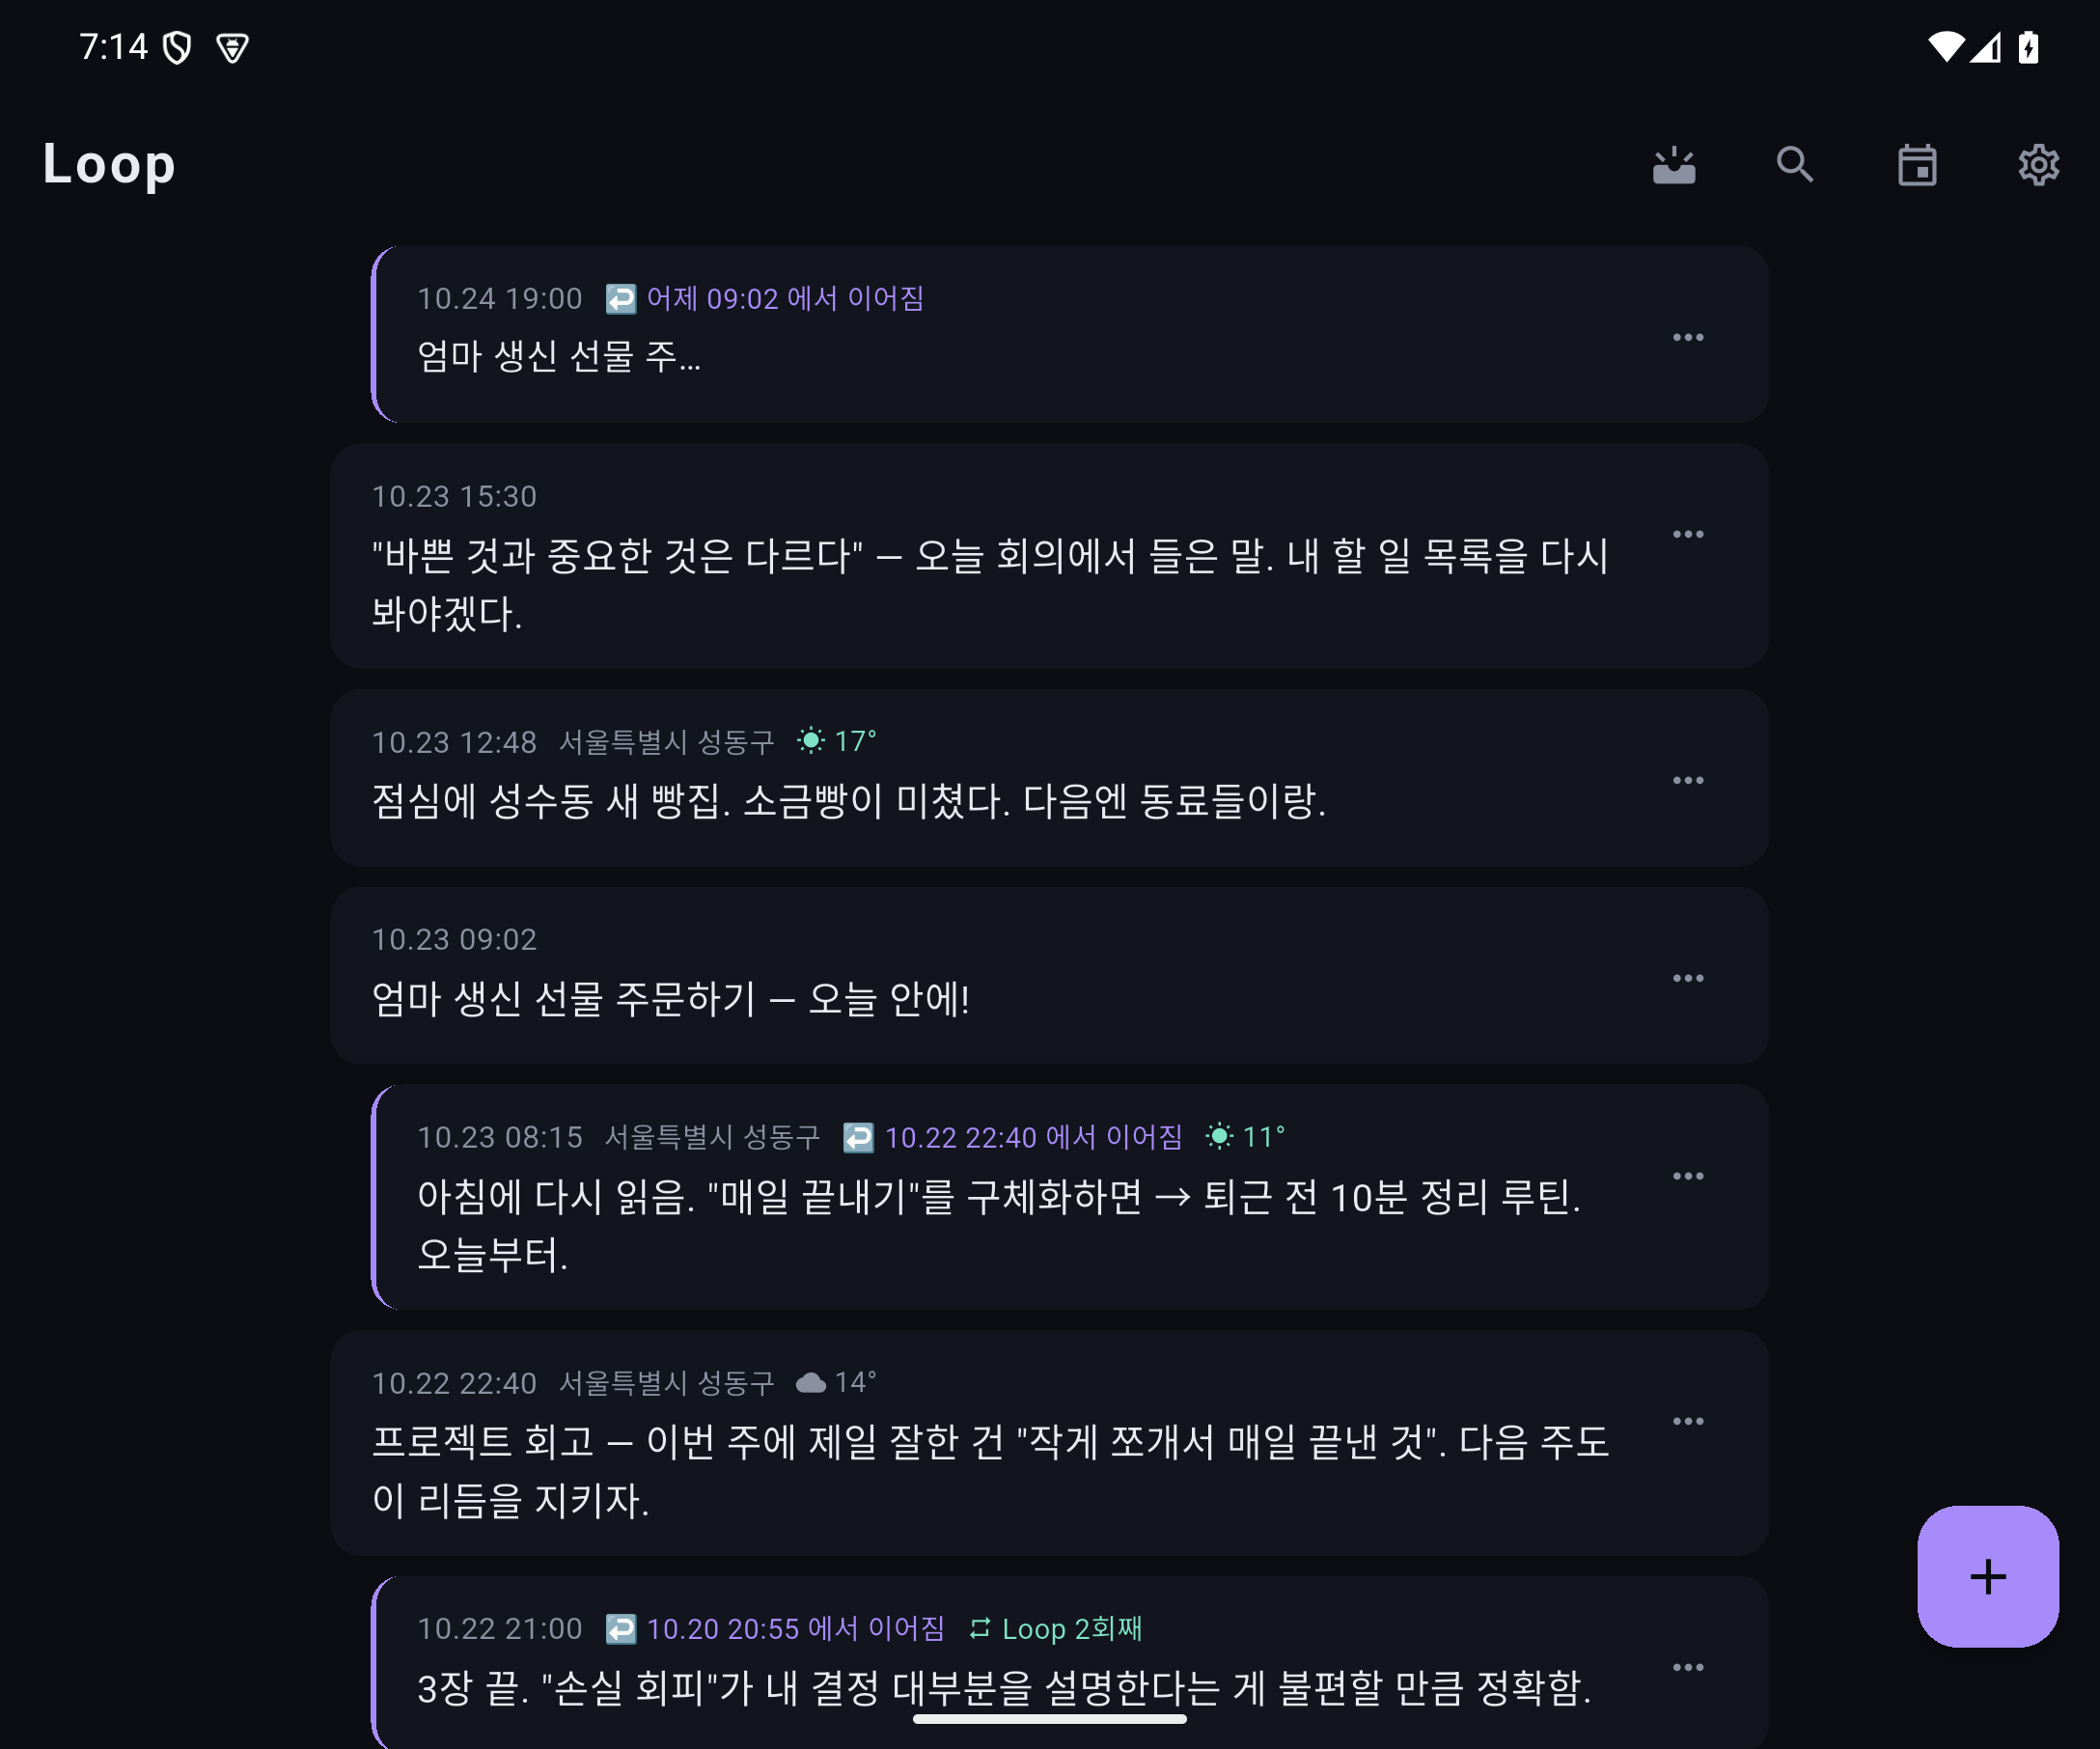 7:14
Loop
10.24 19:00 ↩ 어제 09:02 에서 이어짐
엄마 생신 선물 주...
10.23 15:30
"바쁜 것과 중요한 것은 다르다" — 오늘 회의에서 들은 말. 내 할 일 목록을 다시
봐야겠다.
10.23 12:48 서울특별시 성동구 17°
점심에 성수동 새 빵집. 소금빵이 미쳤다. 다음엔 동료들이랑.
10.23 09:02
엄마 생신 선물 주문하기 — 오늘 안에!
10.23 08:15 서울특별시 성동구 ↩ 10.22 22:40 에서 이어짐 11°
아침에 다시 읽음. "매일 끝내기"를 구체화하면 → 퇴근 전 10분 정리 루틴.
오늘부터.
10.22 22:40 서울특별시 성동구 14°
프로젝트 회고 — 이번 주에 제일 잘한 건 "작게 쪼개서 매일 끝낸 것". 다음 주도
이 리듬을 지키자.
10.22 21:00 ↩ 10.20 20:55 에서 이어짐 Loop 2회째
3장 끝. "손실 회피"가 내 결정 대부분을 설명한다는 게 불편할 만큼 정확함.